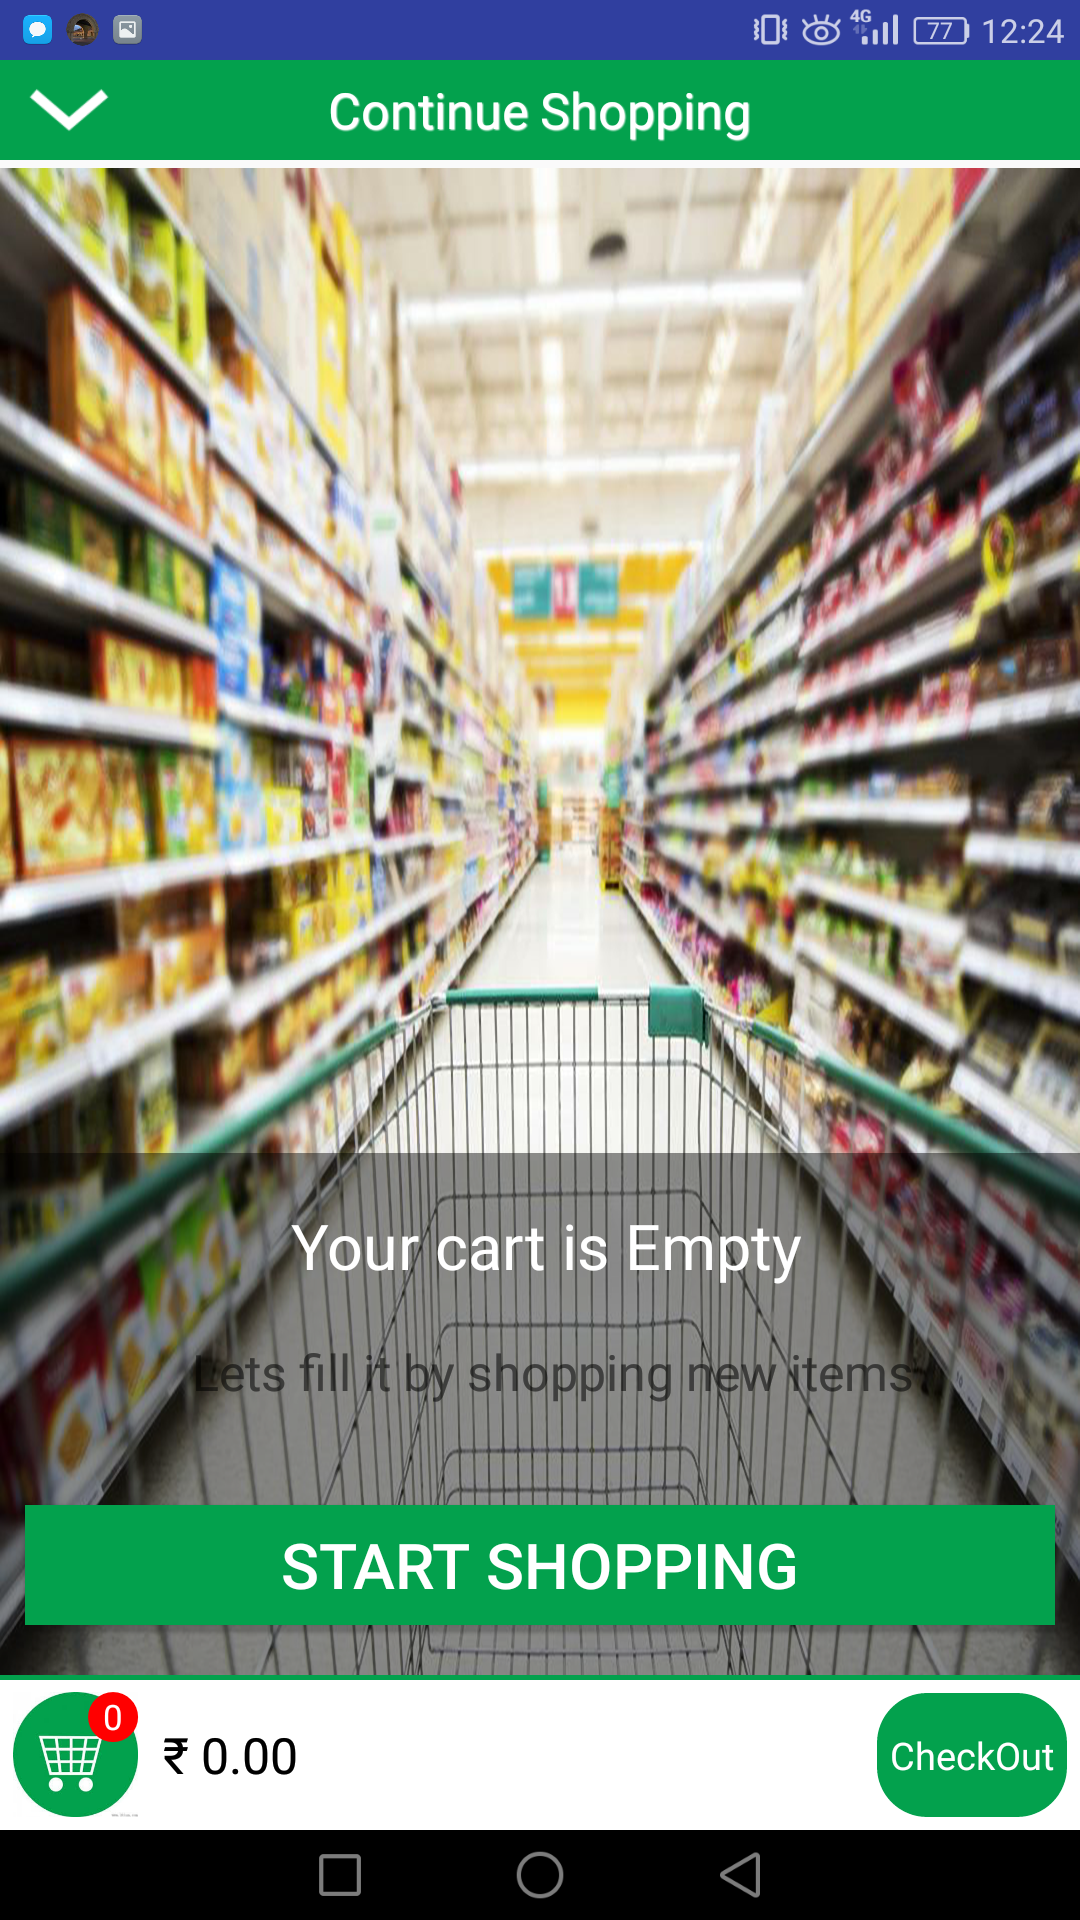 4G 77 12:24
Continue Shopping
Your cart is Empty
Lets fill it by shopping new items.
START SHOPPING
0
₹ 0.00
CheckOut